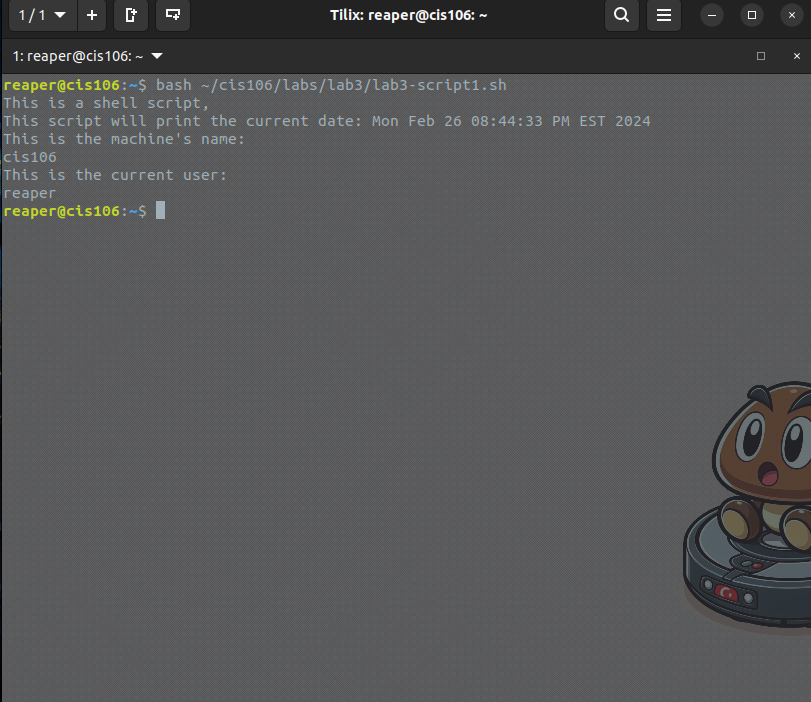 1 / 1
Tilix: reaper@cis106: ~
1: reaper@cis106: ~
reaper@cis106:~$ bash ~/cis106/labs/lab3/lab3-script1.sh
This is a shell script,
This script will print the current date: Mon Feb 26 08:44:33 PM EST 2024
This is the machine's name:
cis106
This is the current user:
reaper
reaper@cis106:~$